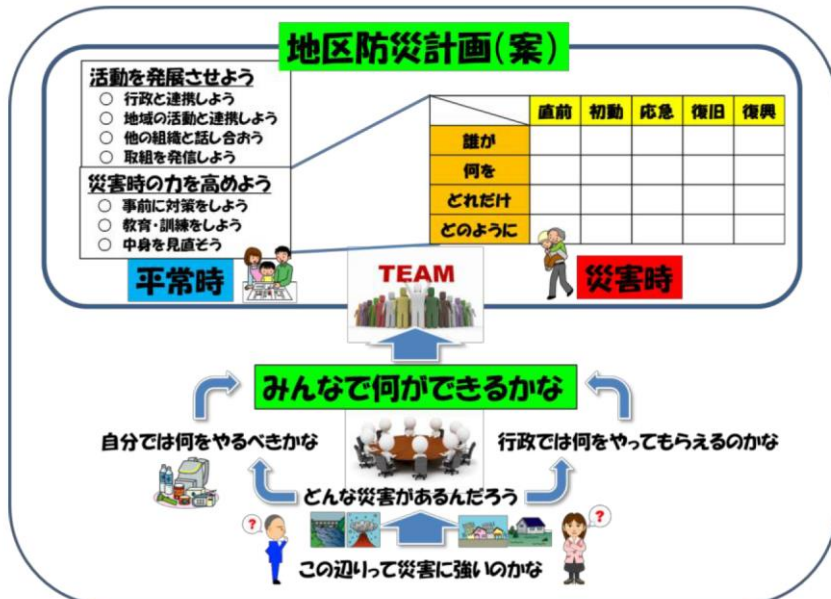 地区防災計画(案)
活動を発展させよう
○ 行政と連携しよう
○ 地域の活動と連携しよう
○ 他の組織と話し合おう
○ 取組を発信しよう
災害時の力を高めよう
○ 事前に対策をしよう
○ 教育・訓練をしよう
○ 中身を見直そう
平常時
直前 初動 応急 復旧 復興
誰が
何を
どれだけ
どのように
災害時
TEAM
みんなで何ができるかな
自分では何をやるべきかな
行政では何をやってもらえるのかな
どんな災害があるんだろう
?
?
この辺りって災害に強いのかな